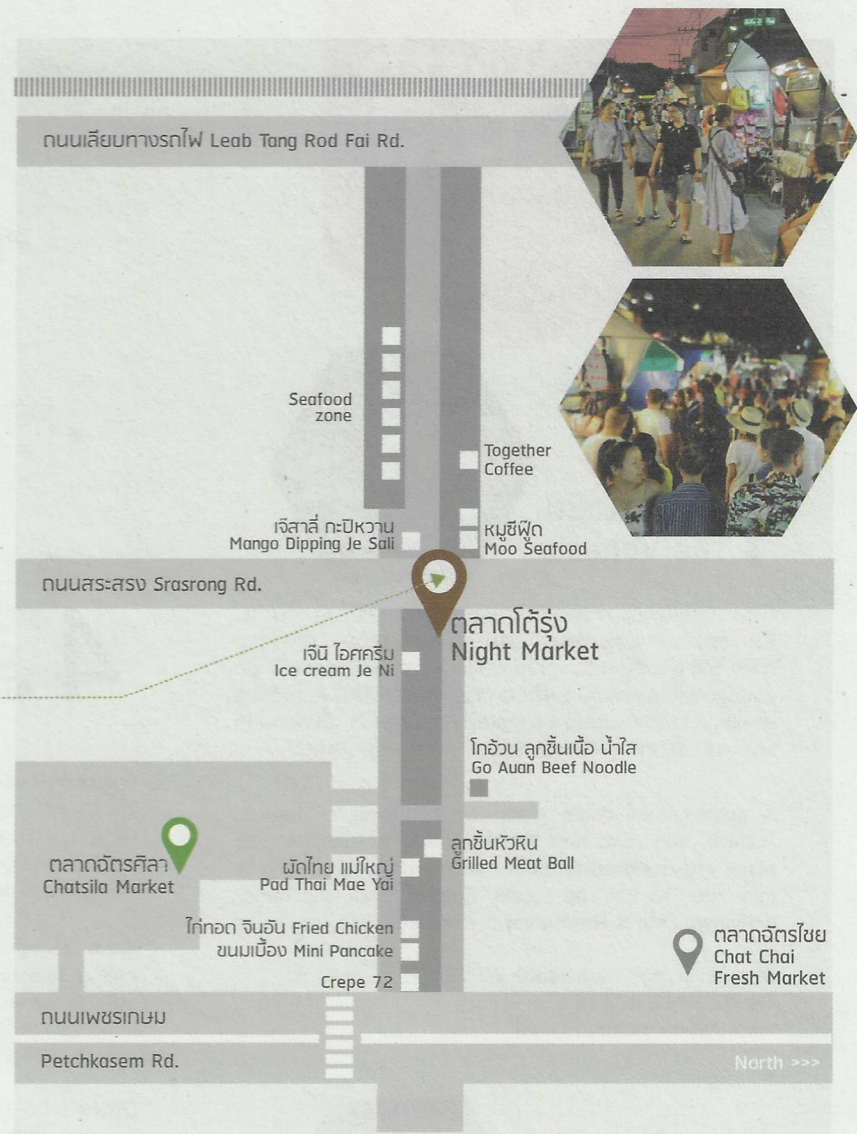 ถนนเลียบทางรถไฟ Leab Tang Rod Fai Rd.
Seafood
zone
Together
Coffee
เจ๊สาลี่ กะปิหวาน
Mango Dipping Je Sali
หมูซีฟู๊ด
Moo Seafood
ถนนสระสรง Srasrong Rd.
ตลาดโต้รุ่ง
Night Market
เจ๊นิ ไอศครีม
Ice cream Je Ni
โกอ้วน ลูกชิ้นเนื้อ น้ำใส
Go Auan Beef Noodle
ตลาดฉัตรศิลา
Chatsila Market
ผัดไทย แม่ใหญ่
Pad Thai Mae Yai
ลูกชิ้นหัวหิน
Grilled Meat Ball
ไก่ทอด จินอัน Fried Chicken
ขนมเบื้อง Mini Pancake
Crepe 72
ตลาดฉัตรไชย
Chat Chai
Fresh Market
ถนนเพชรเกษม
Petchkasem Rd.
North >>>